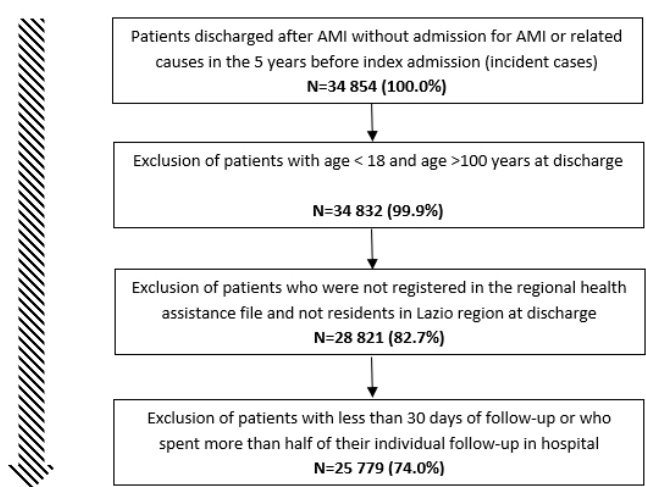 Patients discharged after AMI without admission for AMI or related
causes in the 5 years before index admission (incident cases)
N=34 854 (100.0%)
Exclusion of patients with age < 18 and age >100 years at discharge
N=34 832 (99.9%)
Exclusion of patients who were not registered in the regional health
assistance file and not residents in Lazio region at discharge
N=28 821 (82.7%)
Exclusion of patients with less than 30 days of follow-up or who
spent more than half of their individual follow-up in hospital
N=25 779 (74.0%)